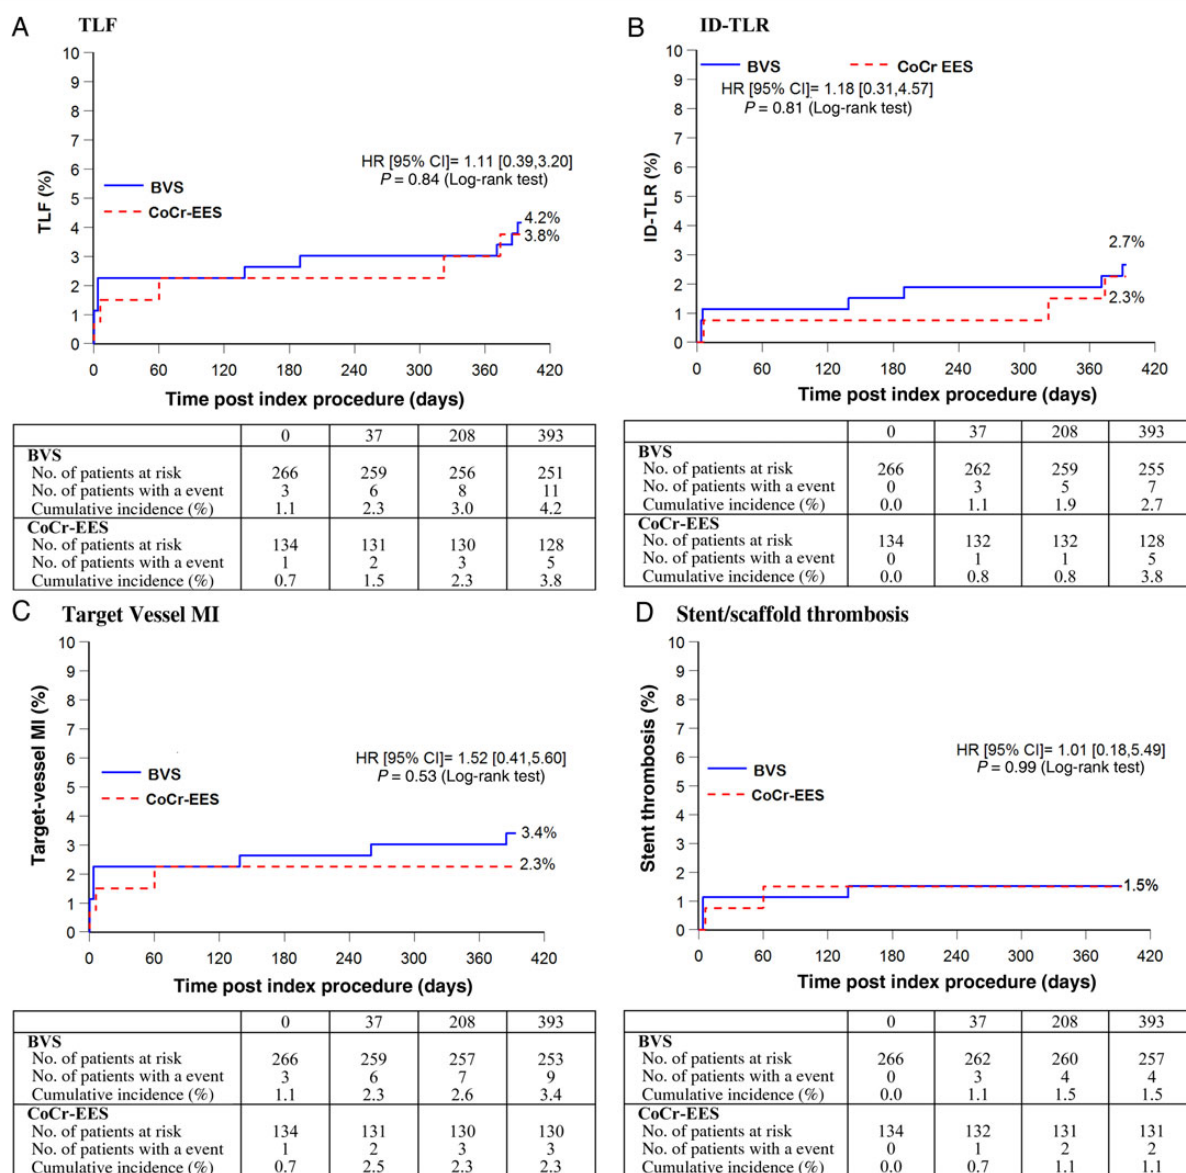 A TLF
10
9
8
7
6
5
4
3
2
1
0
TLF (%)
HR [95% CI]= 1.11 [0.39,3.20]
P = 0.84 (Log-rank test)
BVS
CoCr-EES
4.2%
3.8%
0 60 120 180 240 300 360 420
Time post index procedure (days)
0 37 208 393
BVS
No. of patients at risk 266 259 256 251
No. of patients with a event 3 6 8 11
Cumulative incidence (%) 1.1 2.3 3.0 4.2
CoCr-EES
No. of patients at risk 134 131 130 128
No. of patients with a event 1 2 3 5
Cumulative incidence (%) 0.7 1.5 2.3 3.8
B ID-TLR
10
9
8
7
6
5
4
3
2
1
0
ID-TLR (%)
BVS CoCr EES
HR [95% CI]= 1.18 [0.31,4.57]
P = 0.81 (Log-rank test)
2.7%
2.3%
0 60 120 180 240 300 360 420
Time post index procedure (days)
0 37 208 393
BVS
No. of patients at risk 266 262 259 255
No. of patients with a event 0 3 5 7
Cumulative incidence (%) 0.0 1.1 1.9 2.7
CoCr-EES
No. of patients at risk 134 132 132 128
No. of patients with a event 0 1 1 5
Cumulative incidence (%) 0.0 0.8 0.8 3.8
C Target Vessel MI
10
9
8
7
6
5
4
3
2
1
0
Target-vessel MI (%)
HR [95% CI]= 1.52 [0.41,5.60]
P = 0.53 (Log-rank test)
BVS
CoCr-EES
3.4%
2.3%
0 60 120 180 240 300 360 420
Time post index procedure (days)
0 37 208 393
BVS
No. of patients at risk 266 259 257 253
No. of patients with a event 3 6 7 9
Cumulative incidence (%) 1.1 2.3 2.6 3.4
CoCr-EES
No. of patients at risk 134 131 130 130
No. of patients with a event 1 2 3 3
Cumulative incidence (%) 0.7 2.5 2.3 2.3
D Stent/scaffold thrombosis
10
9
8
7
6
5
4
3
2
1
0
Stent thrombosis (%)
HR [95% CI]= 1.01 [0.18,5.49]
P = 0.99 (Log-rank test)
BVS
CoCr-EES
1.5%
0 60 120 180 240 300 360 420
Time post index procedure (days)
0 37 208 393
BVS
No. of patients at risk 266 262 260 257
No. of patients with a event 0 3 4 4
Cumulative incidence (%) 0.0 1.1 1.5 1.5
CoCr-EES
No. of patients at risk 134 132 131 131
No. of patients with a event 0 1 2 2
Cumulative incidence (%) 0.0 0.7 1.1 1.1